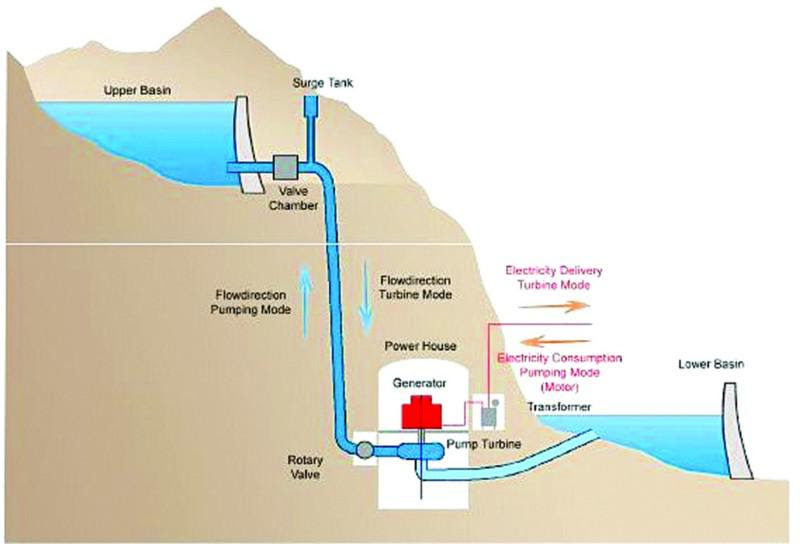 Surge Tank
Upper Basin
Valve
Chamber
Flowdirection
Pumping Mode
Flowdirection
Turbine Mode
Electricity Delivery
Turbine Mode
Power House
Electricity Consumption
Pumping Mode
(Motor)
Lower Basin
Generator
Transformer
Pump Turbine
Rotary
Valve